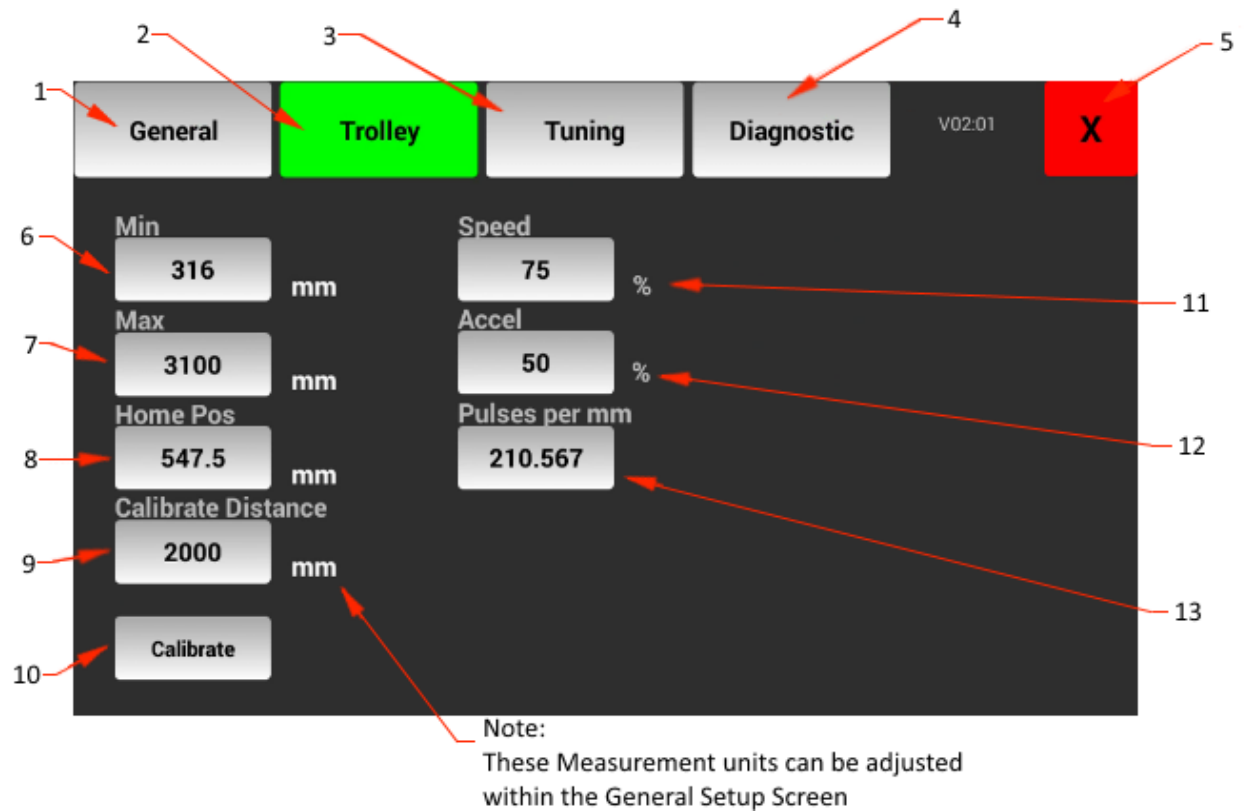 2
3
4
5
1
General
Trolley
Tuning
Diagnostic
V02:01
X
Min
Speed
6
316
mm
75
%
11
Max
Accel
7
3100
mm
50
%
12
Home Pos
Pulses per mm
8
547.5
mm
210.567
Calibrate Distance
9
2000
mm
13
10
Calibrate
Note:
These Measurement units can be adjusted
within the General Setup Screen